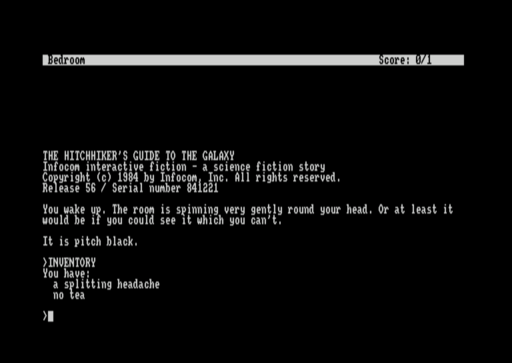 Bedroom Score: 0/1
THE HITCHHIKER'S GUIDE TO THE GALAXY
Infocom interactive fiction - a science fiction story
Copyright (c) 1984 by Infocom, Inc. All rights reserved.
Release 56 / Serial number 841221
You wake up. The room is spinning very gently round your head. Or at least it
would be if you could see it which you can't.
It is pitch black.
>INVENTORY
You have:
a splitting headache
no tea
>